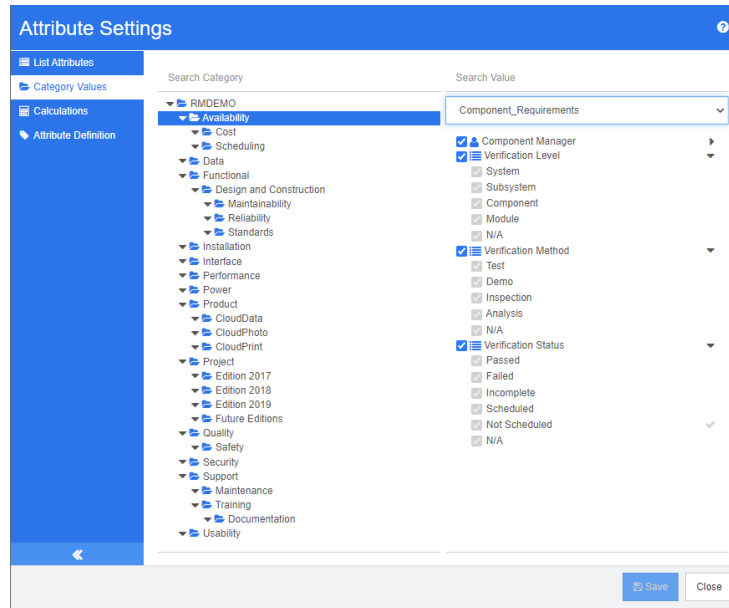 Attribute Settings
List Attributes
Category Values
Calculations
Attribute Definition
Search Category
RMDEMO
Availability
Cost
Scheduling
Data
Functional
Design and Construction
Maintainability
Reliability
Standards
Installation
Interface
Performance
Power
Product
CloudData
CloudPhoto
CloudPrint
Project
Edition 2017
Edition 2018
Edition 2019
Future Editions
Quality
Safety
Security
Support
Maintenance
Training
Documentation
Usability
Search Value
Component_Requirements
Component Manager
Verification Level
System
Subsystem
Component
Module
N/A
Verification Method
Test
Demo
Inspection
Analysis
N/A
Verification Status
Passed
Failed
Incomplete
Scheduled
Not Scheduled
N/A
Save
Close